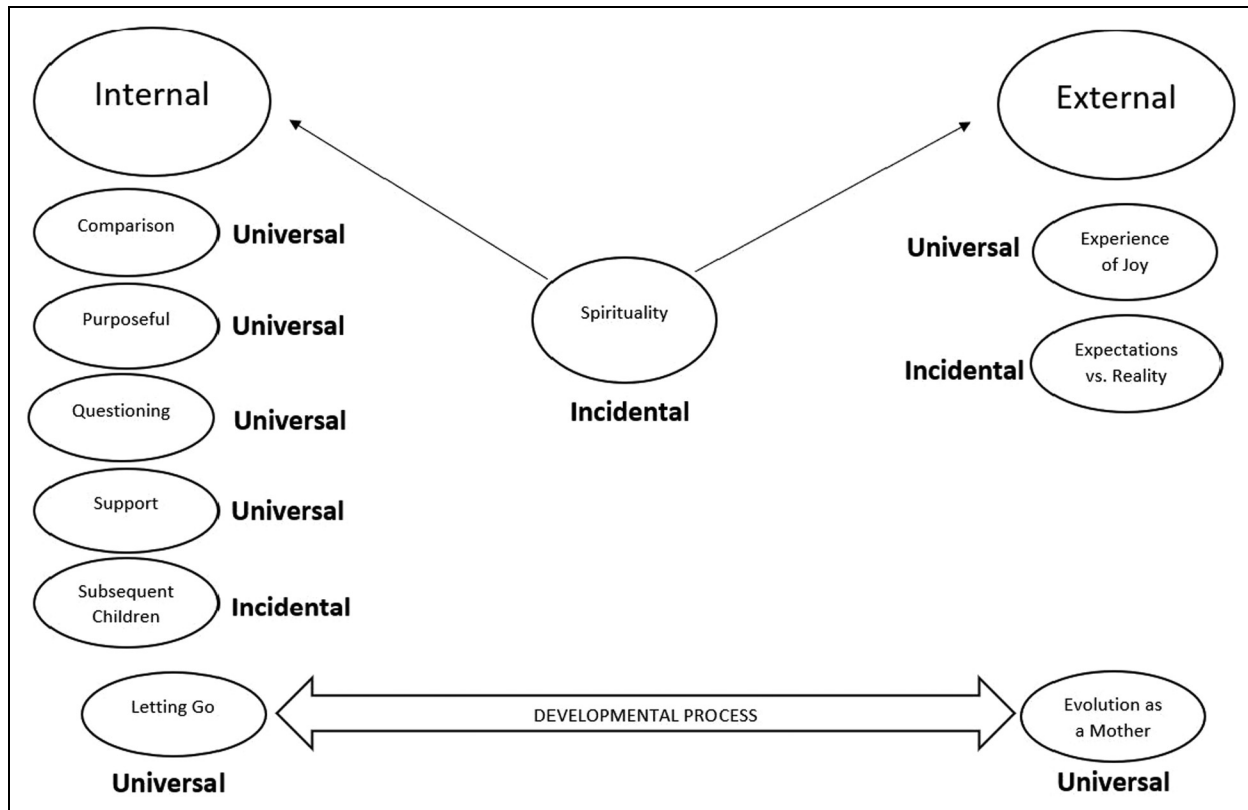 Internal
External
Comparison
Universal
Purposeful
Universal
Questioning
Universal
Support
Universal
Subsequent
Children
Incidental
Spirituality
Incidental
Universal
Experience
of Joy
Incidental
Expectations
vs. Reality
Letting Go
Universal
DEVELOPMENTAL PROCESS
Evolution as
a Mother
Universal